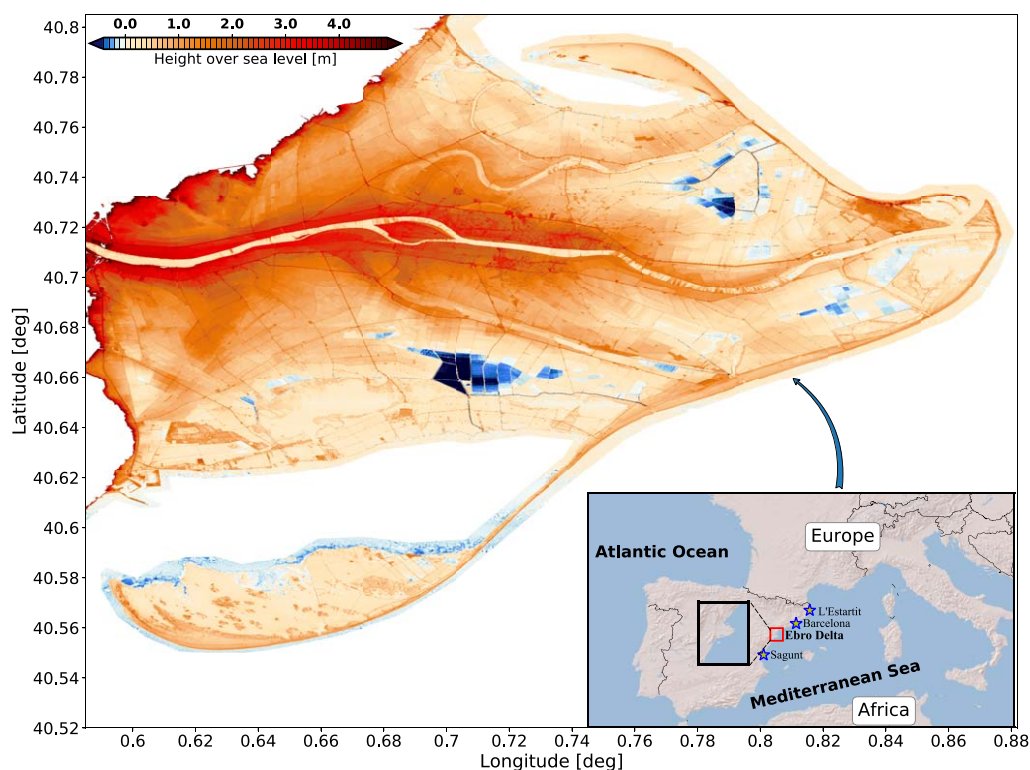 40.8
0.0 1.0 2.0 3.0 4.0
Height over sea level [m]
40.78
40.76
40.74
40.72
40.7
40.68
40.66
40.64
40.62
40.6
40.58
40.56
40.54
40.52
Latitude [deg]
Europe
Atlantic Ocean
L'Estartit
Barcelona
Ebro Delta
Sagunt
Mediterranean Sea
Africa
0.6 0.62 0.64 0.66 0.68 0.7 0.72 0.74 0.76 0.78 0.8 0.82 0.84 0.86 0.88
Longitude [deg]